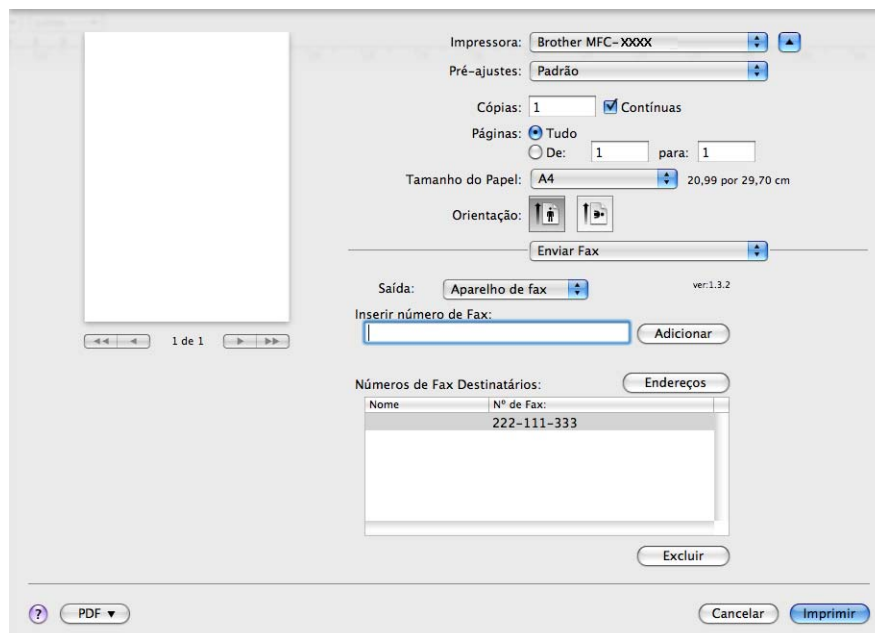 Impressora: Brother MFC-XXXX
Pré-ajustes: Padrão
Cópias: 1 Contínuas
Páginas: Tudo
De: 1 para: 1
Tamanho do Papel: A4 20,99 por 29,70 cm
Orientação:
Enviar Fax
Saída: Aparelho de fax ver:1.3.2
Inserir número de Fax:
Adicionar
1 de 1
Números de Fax Destinatários: Endereços
Nome Nº de Fax:
222-111-333
Excluir
? PDF Cancelar Imprimir